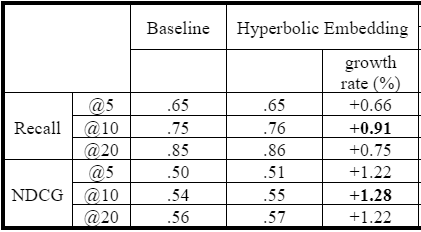 Baseline Hyperbolic Embedding
growth
rate (%)
@5 .65 .65 +0.66
Recall @10 .75 .76 +0.91
@20 .85 .86 +0.75
@5 .50 .51 +1.22
NDCG @10 .54 .55 +1.28
@20 .56 .57 +1.22